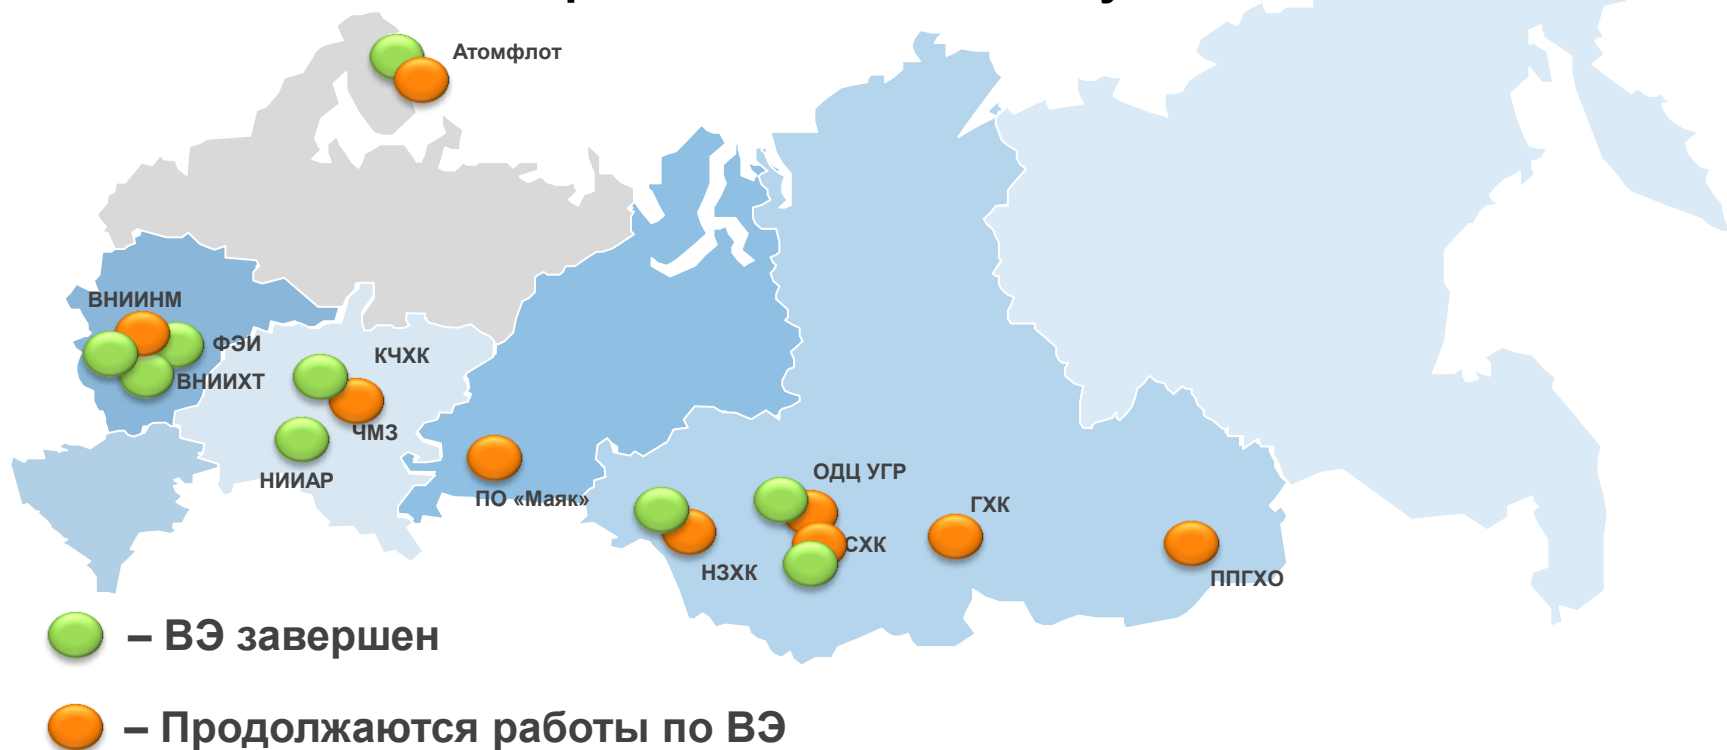 Атомфлот
ВНИИНМ
ФЭИ
ВНИИХТ
КЧХК
ЧМЗ
НИИАР
ПО «Маяк»
ОДЦ УГР
СХК
НЗХК
ГХК
ППГХО
– ВЭ завершен
– Продолжаются работы по ВЭ